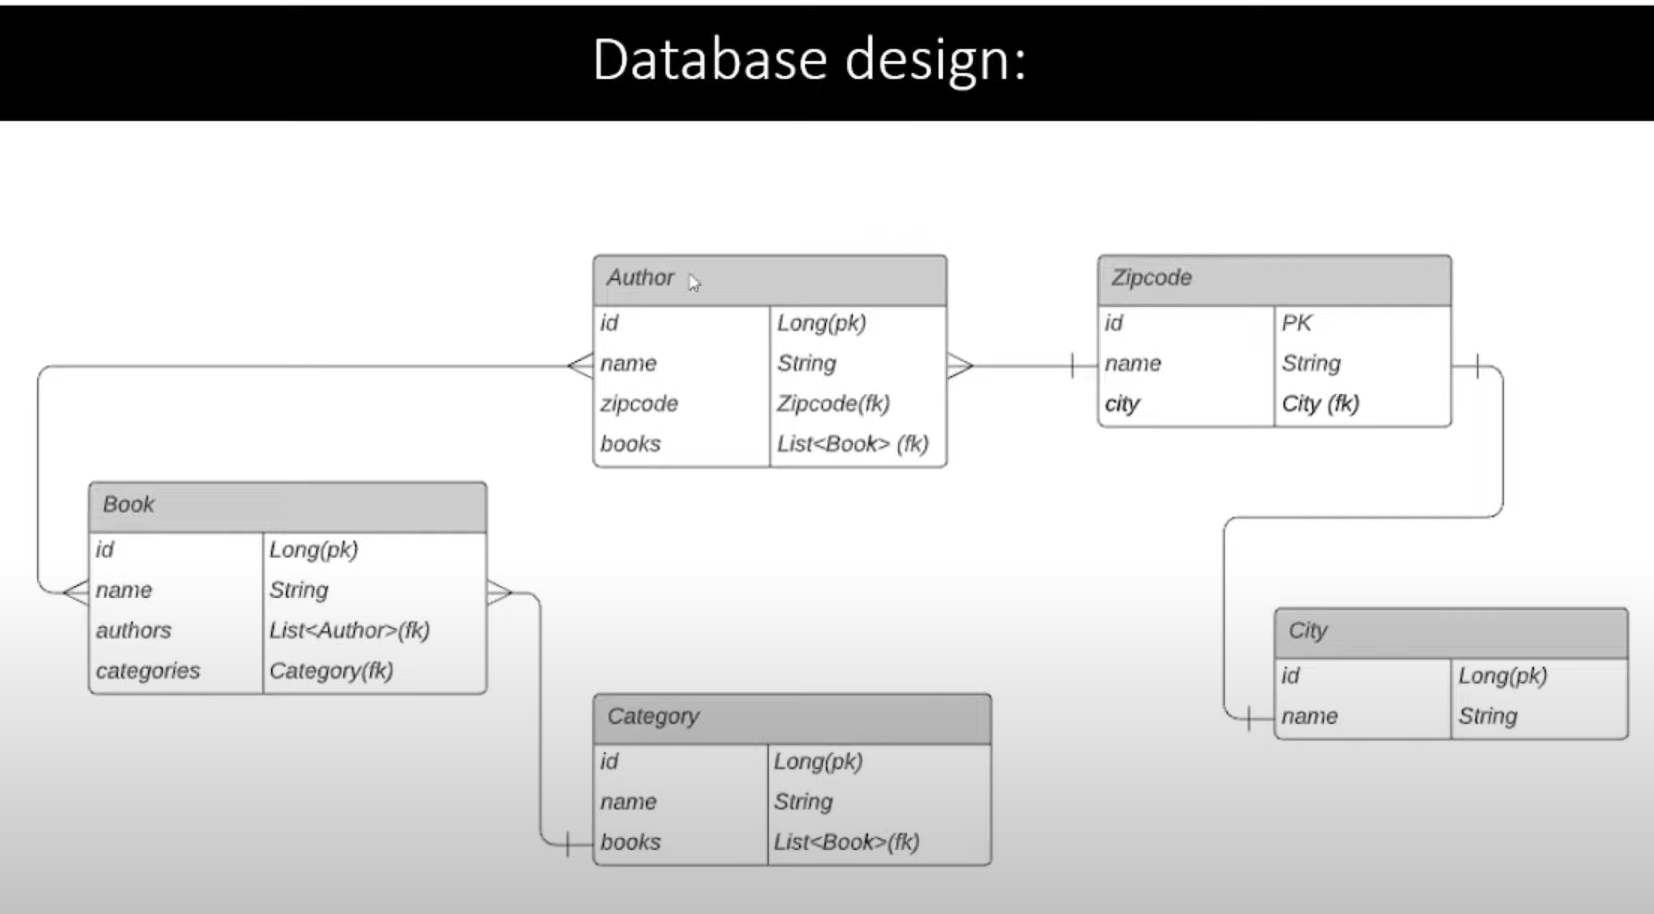 Database design:
Author
id Long(pk)
name String
zipcode Zipcode(fk)
books List<Book> (fk)
Zipcode
id PK
name String
city City (fk)
Book
id Long(pk)
name String
authors List<Author>(fk)
categories Category(fk)
Category
id Long(pk)
name String
books List<Book>(fk)
City
id Long(pk)
name String